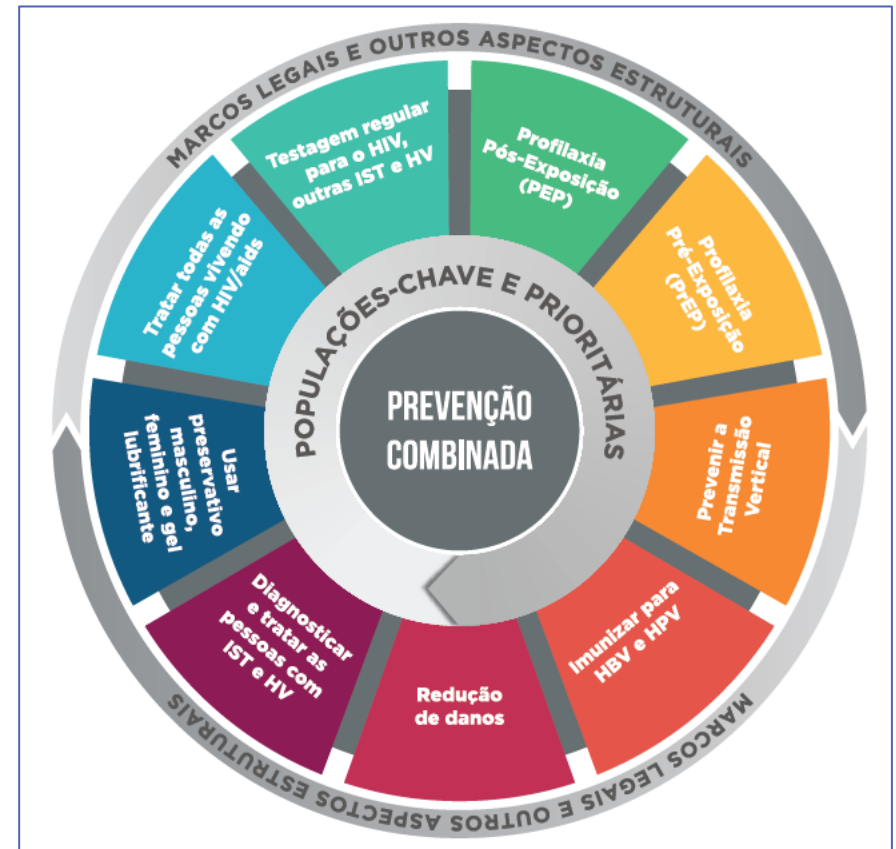 MARCOS LEGAIS E OUTROS ASPECTOS ESTRUTURAIS
Testagem regular
para o HIV,
outras IST e HV
Profilaxia
Pós-Exposição
(PEP)
Profilaxia
Pré-Exposição
(PrEP)
Prevenir a
Transmissão
Vertical
Imunizar para
HBV e HPV
Redução
de danos
Diagnosticar
e tratar as
pessoas com
IST e HV
Usar
preservativo
masculino,
feminino e gel
lubrificante
Tratar todas as
pessoas vivendo
com HIV/aids
POPULAÇÕES-CHAVE E PRIORITÁRIAS
PREVENÇÃO
COMBINADA
MARCOS LEGAIS E OUTROS ASPECTOS ESTRUTURAIS